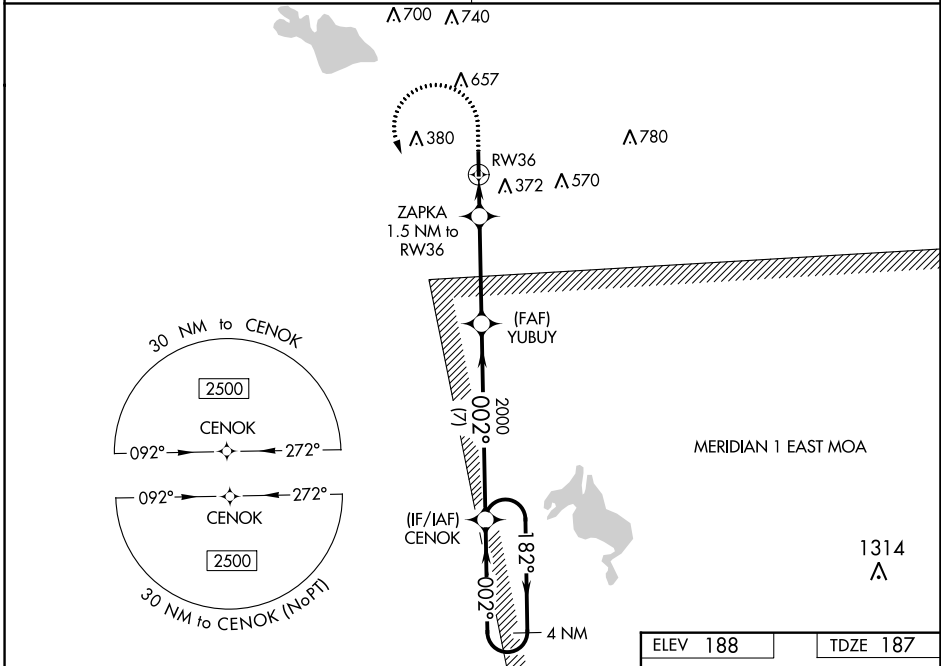 700 740
657
380
780
RW36
372 570
ZAPKA
1.5 NM to
RW36
(FAF)
YUBUY
30 NM to CENOK
2500
CENOK
092° 272°
092° 272°
CENOK
2500
30 NM to CENOK (NoPT)
2000
002°
(7)
MERIDIAN 1 EAST MOA
(IF/IAF)
CENOK
182°
002°
4 NM
1314
ELEV 188 TDZE 187